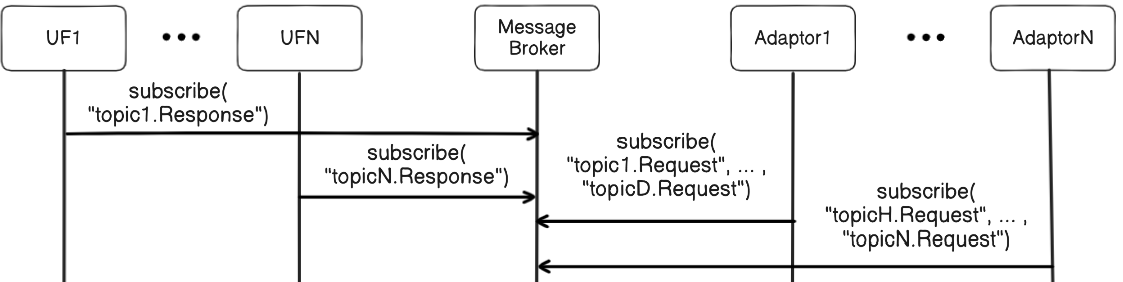 UF1
UFN
Message
Broker
Adaptor1
AdaptorN
subscribe(
"topic1.Response")
subscribe(
"topicN.Response")
subscribe(
"topic1.Request", ... ,
"topicD.Request")
subscribe(
"topicH.Request", ... ,
"topicN.Request")